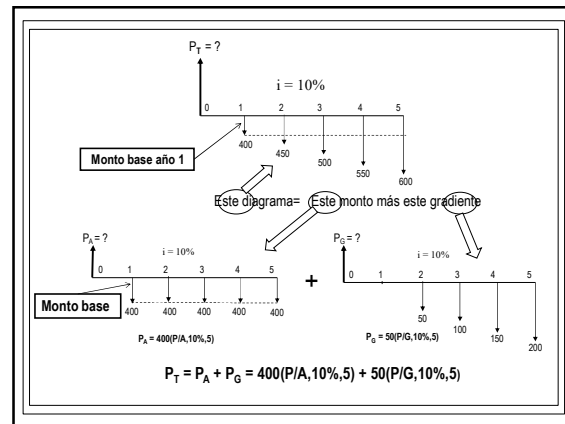 P_T = ?
i = 10%
0 1 2 3 4 5
Monto base año 1
400
450
500
550
600
Este diagrama= Este monto más este gradiente
P_A = ?
i = 10%
0 1 2 3 4 5
Monto base
400 400 400 400 400
P_A = 400(P/A,10%,5)
+
P_G = ?
i = 10%
0 1 2 3 4 5
50
100
150
200
P_G = 50(P/G,10%,5)
P_T = P_A + P_G = 400(P/A,10%,5) + 50(P/G,10%,5)